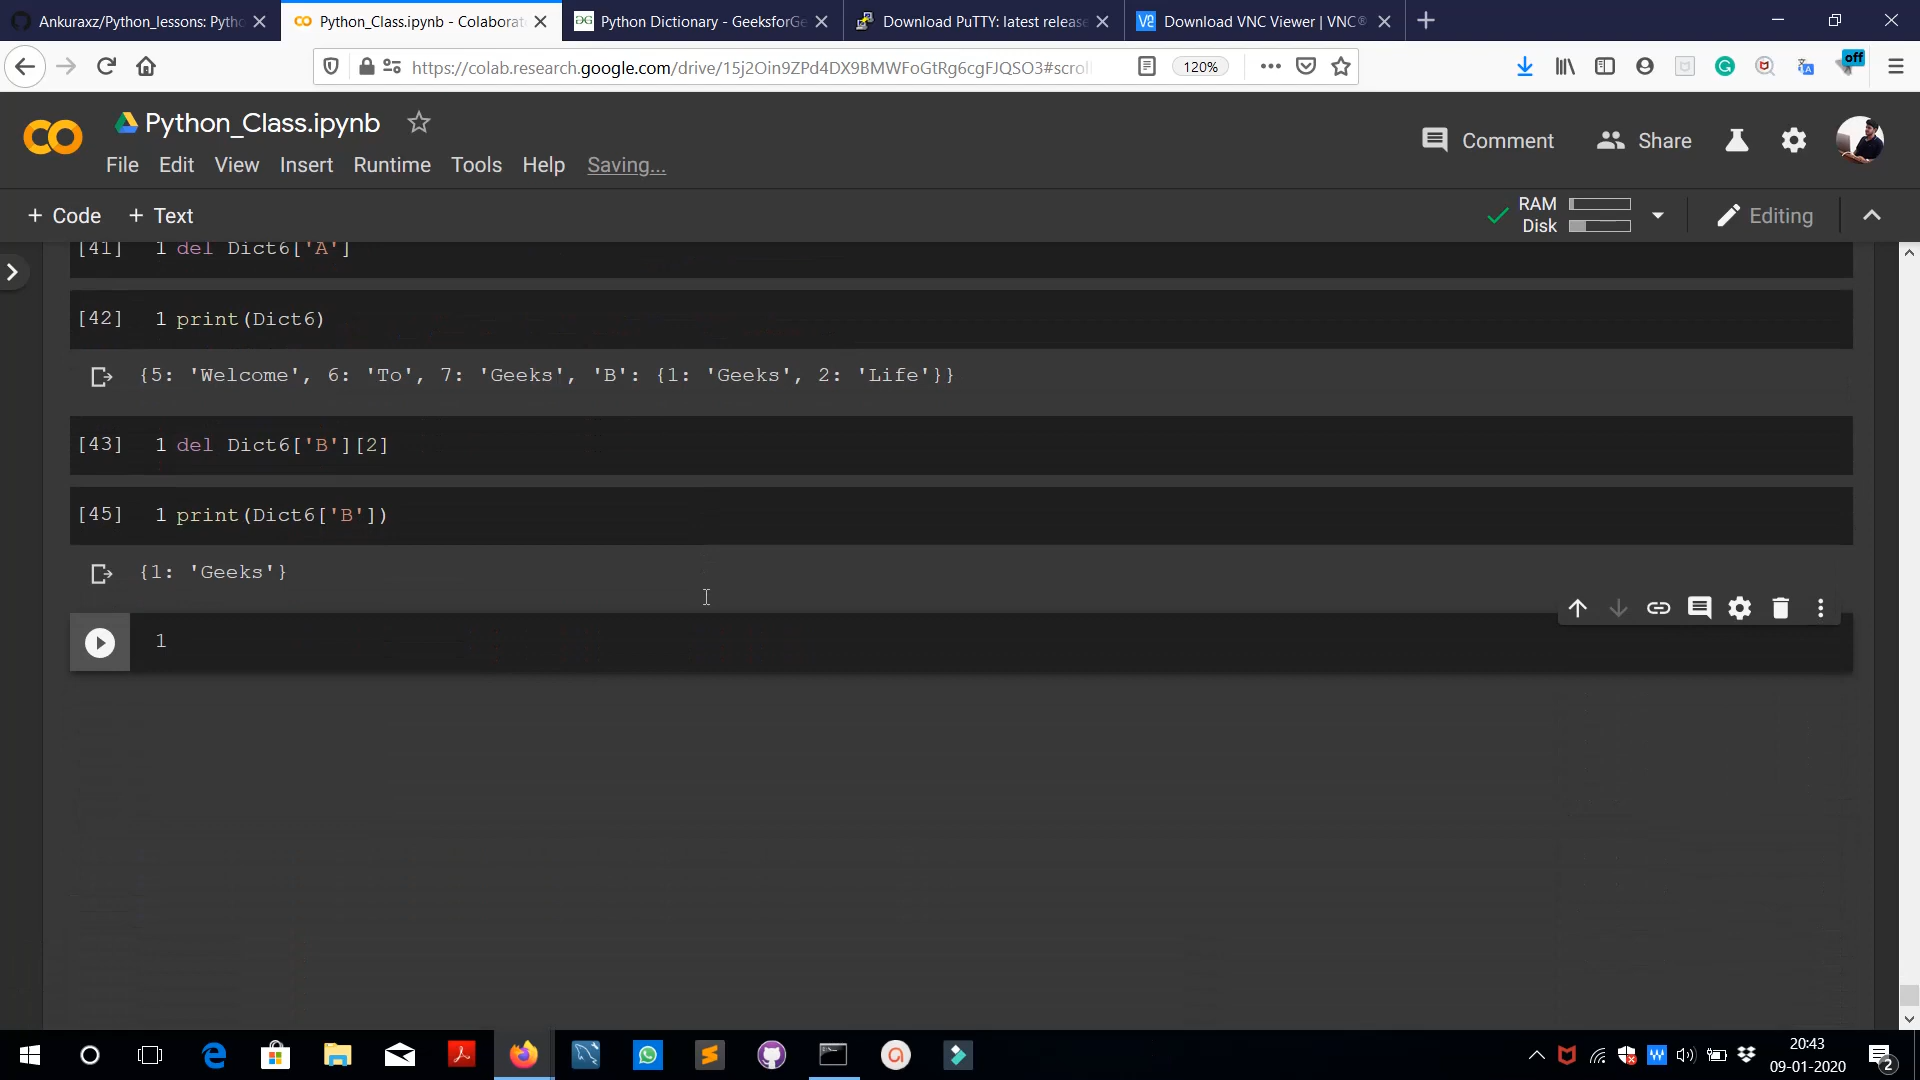 Ankuraxz/Python_lessons: Pytho
Python_Class.ipynb - Colaborato
Python Dictionary - GeeksforGe
Download PuTTY: latest release
Download VNC Viewer | VNC®
https://colab.research.google.com/drive/15j2Oin9ZPd4DX9BMWFoGtRg6cgFJQSO3#scrol
120%
off
Python_Class.ipynb
Comment
Share
File Edit View Insert Runtime Tools Help Saving...
+ Code + Text
RAM
Disk
Editing
[41] 1 del Dict6['A']
[42] 1 print(Dict6)
{5: 'Welcome', 6: 'To', 7: 'Geeks', 'B': {1: 'Geeks', 2: 'Life'}}
[43] 1 del Dict6['B'][2]
[45] 1 print(Dict6['B'])
{1: 'Geeks'}
1
20:43
09-01-2020
2